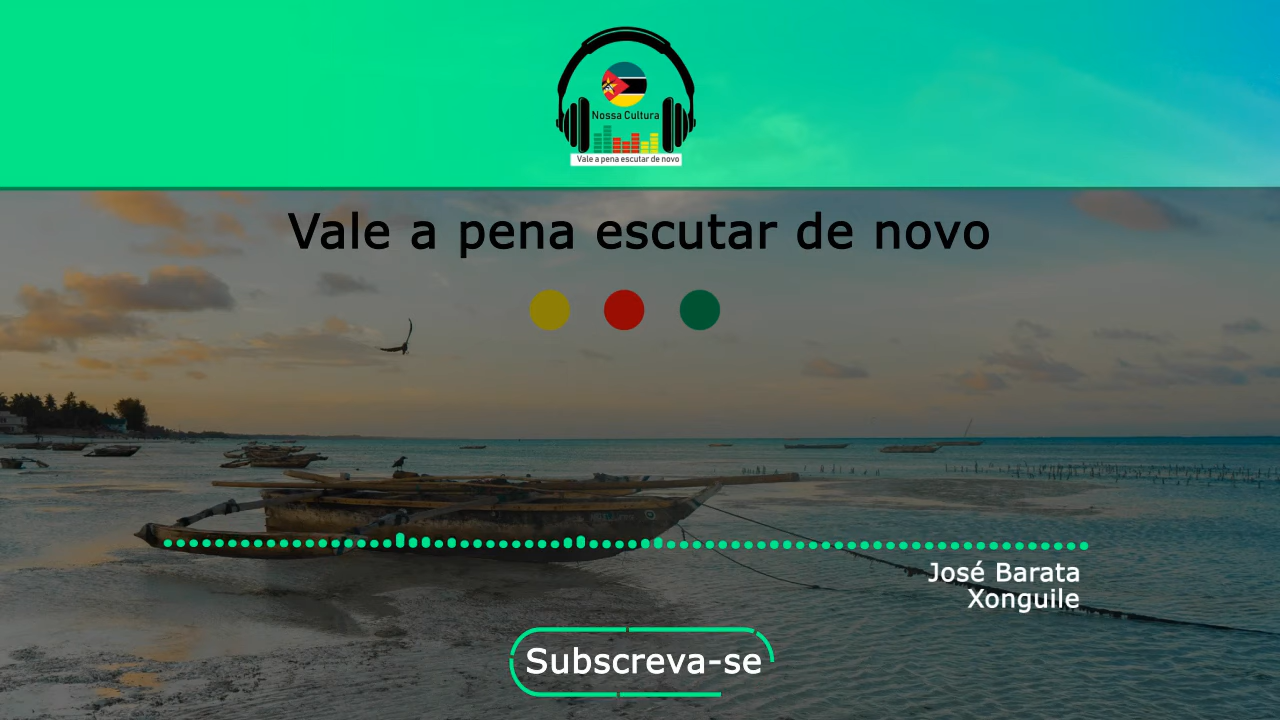 Nossa Cultura
Vale a pena escutar de novo
Vale a pena escutar de novo
José Barata
Xonguile
Subscreva-se